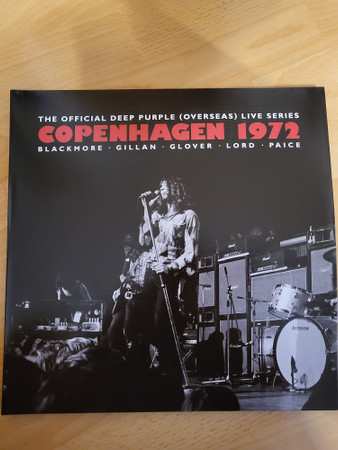 THE OFFICIAL DEEP PURPLE (OVERSEAS) LIVE SERIES
COPENHAGEN 1972
BLACKMORE · GILLAN · GLOVER · LORD · PAICE